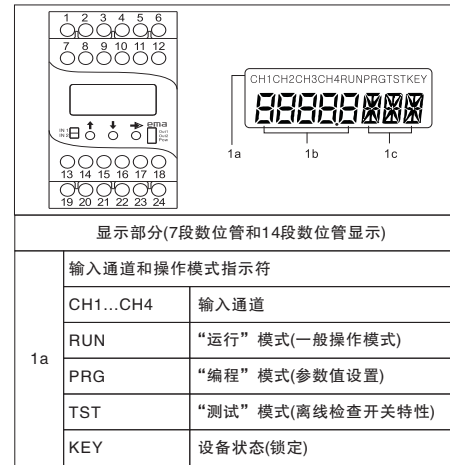 1 2 3 4 5 6
7 8 9 10 11 12
CH1CH2CH3CH4RUNPRGTSTKEY
1a 1b 1c
ema
IN 1
IN 2
Out1
Out2
Pow
13 14 15 16 17 18
19 20 21 22 23 24
显示部分(7段数位管和14段数位管显示)
1a
输入通道和操作模式指示符
CH1...CH4 输入通道
RUN “运行”模式(一般操作模式)
PRG “编程”模式(参数值设置)
TST “测试”模式(离线检查开关特性)
KEY 设备状态(锁定)